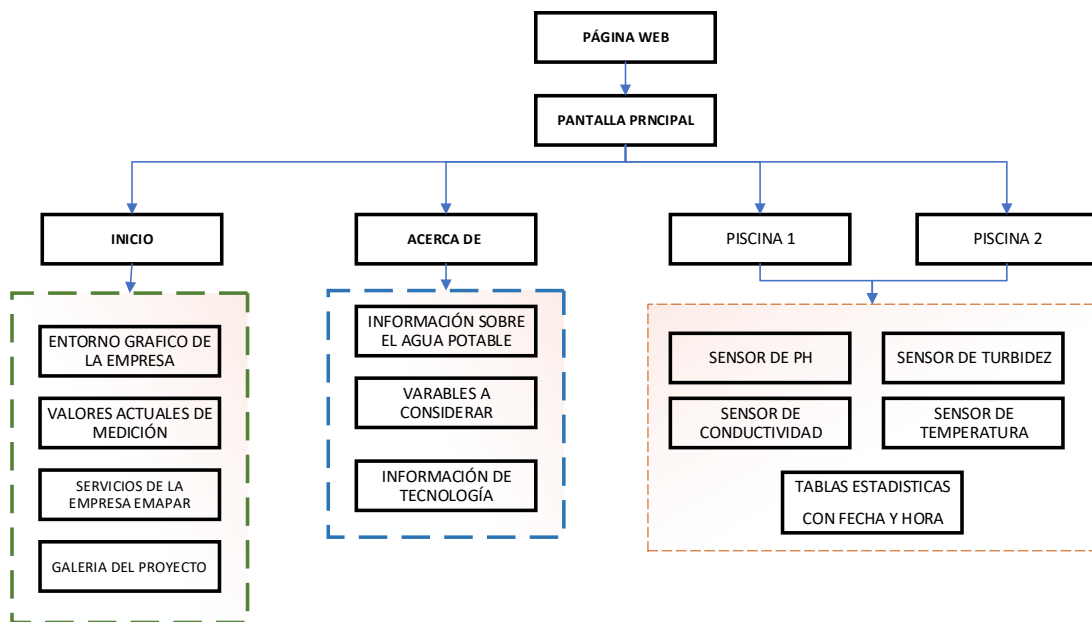 PÁGINA WEB
PANTALLA PRNCIPAL
INICIO
ACERCA DE
PISCINA 1
PISCINA 2
ENTORNO GRAFICO DE
LA EMPRESA
VALORES ACTUALES DE
MEDICIÓN
SERVICIOS DE LA
EMPRESA EMAPAR
GALERIA DEL PROYECTO
INFORMACIÓN SOBRE
EL AGUA POTABLE
VARIABLES A
CONSIDERAR
INFORMACIÓN DE
TECNOLOGÍA
SENSOR DE PH
SENSOR DE TURBIDEZ
SENSOR DE
CONDUCTIVIDAD
SENSOR DE
TEMPERATURA
TABLAS ESTADISTICAS
CON FECHA Y HORA